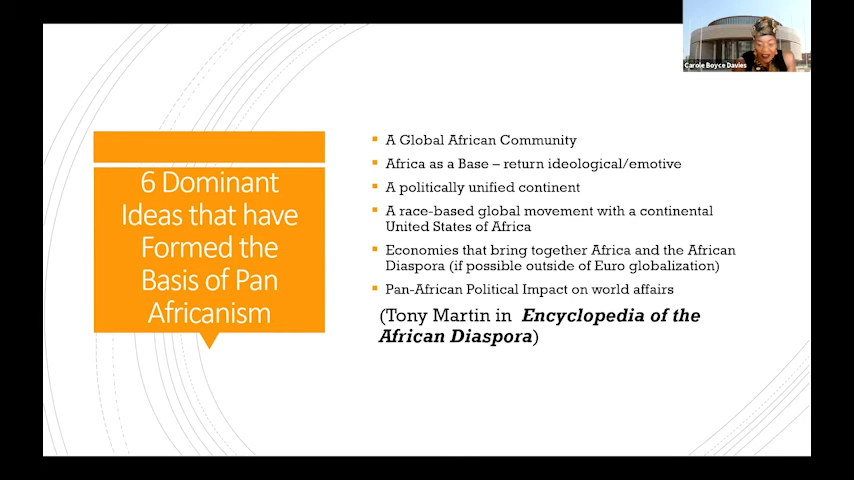 Carole Boyce Davies
6 Dominant
Ideas that have
Formed the
Basis of Pan
Africanism
A Global African Community
Africa as a Base – return ideological/emotive
A politically unified continent
A race-based global movement with a continental
United States of Africa
Economies that bring together Africa and the African
Diaspora (if possible outside of Euro globalization)
Pan-African Political Impact on world affairs
(Tony Martin in Encyclopedia of the
African Diaspora)